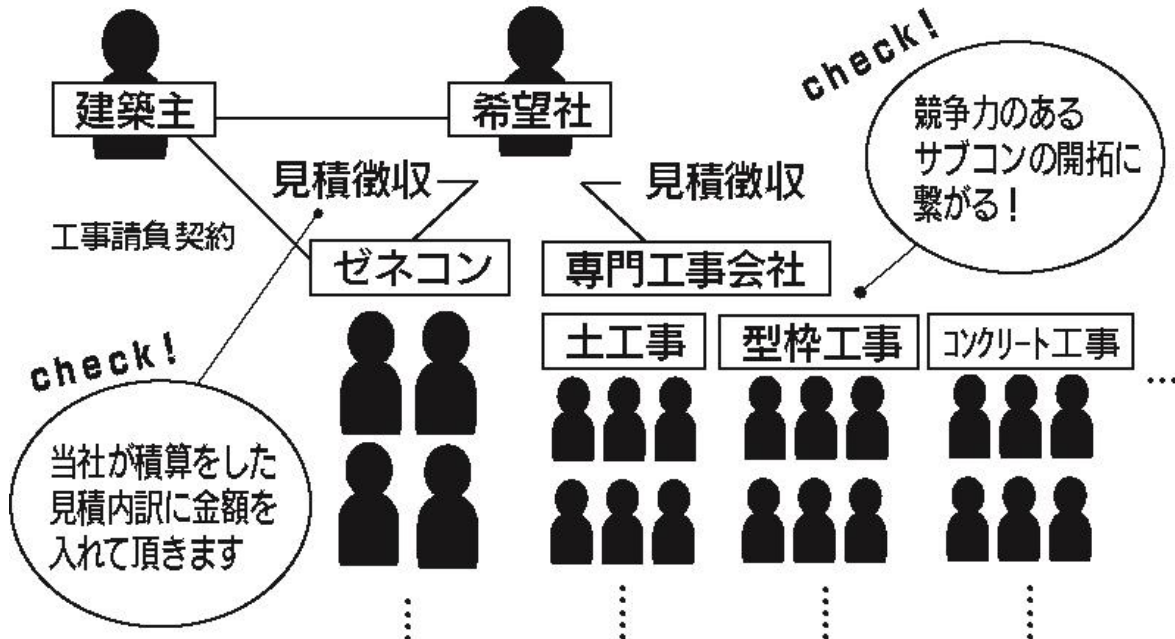 建築主
希望社
check!
競争力のある
サブコンの開拓に
繋がる!
見積徴収
見積徴収
工事請負契約
ゼネコン
専門工事会社
土工事
型枠工事
コンクリート工事
…
check!
当社が積算をした
見積内訳に金額を
入れて頂きます